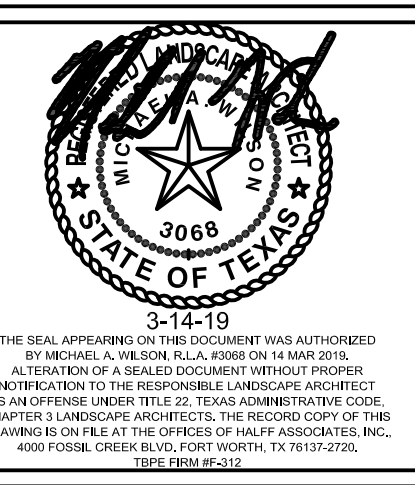 REGISTERED LANDSCAPE ARCHITECT
MICHAEL A. WILSON
3068
STATE OF TEXAS
3-14-19
THE SEAL APPEARING ON THIS DOCUMENT WAS AUTHORIZED
BY MICHAEL A. WILSON, R.L.A. #3068 ON 14 MAR 2019.
ALTERATION OF A SEALED DOCUMENT WITHOUT PROPER
NOTIFICATION TO THE RESPONSIBLE LANDSCAPE ARCHITECT
S AN OFFENSE UNDER TITLE 22, TEXAS ADMINISTRATIVE CODE,
HAPTER 3 LANDSCAPE ARCHITECTS. THE RECORD COPY OF THIS
AWING IS ON FILE AT THE OFFICES OF HALFF ASSOCIATES, INC.,
4000 FOSSIL CREEK BLVD. FORT WORTH, TX 76137-2720.
TBPE FIRM #F-312